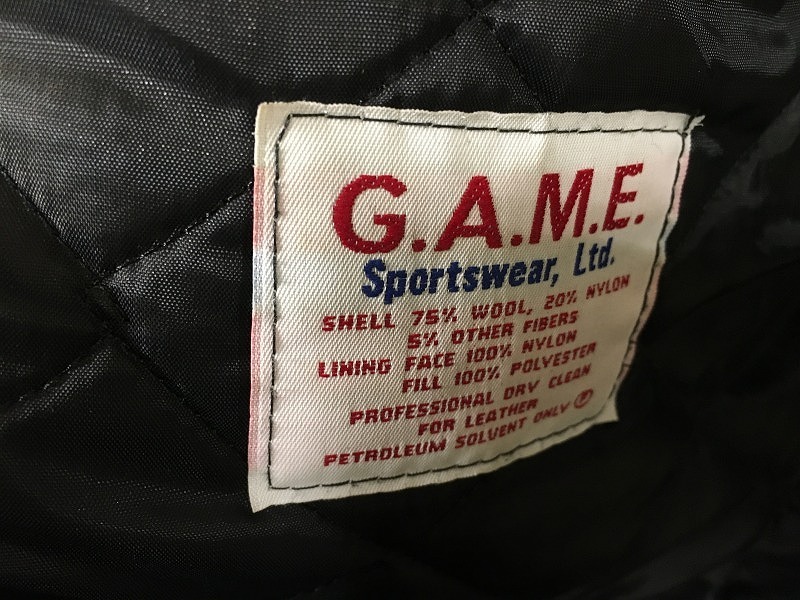 G.A.M.E.
Sportswear, Ltd.
SHELL 75% WOOL, 20% NYLON
5% OTHER FIBERS
LINING FACE 100% NYLON
FILL 100% POLYESTER
PROFESSIONAL DRY CLEAN
FOR LEATHER
PETROLEUM SOLVENT ONLY Ⓟ